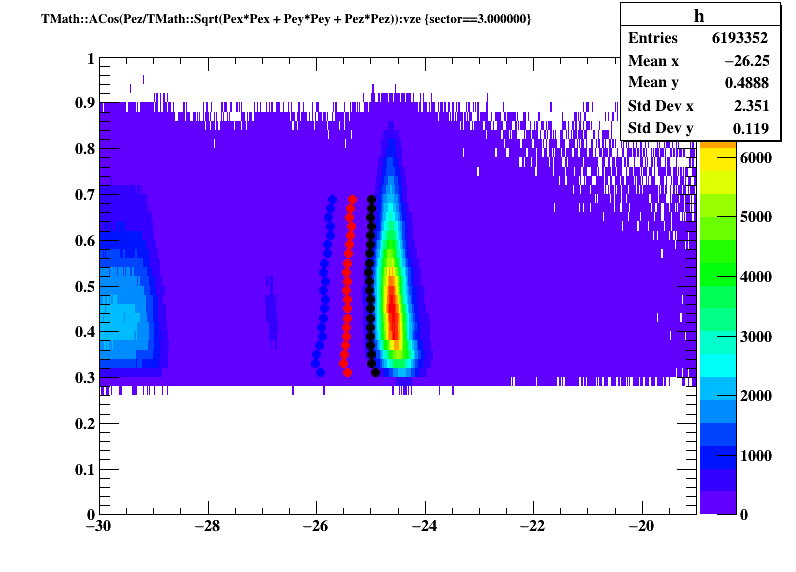 TMath::ACos(Pez/TMath::Sqrt(Pex*Pex + Pey*Pey + Pez*Pez)):vze {sector==3.000000}
h
Entries 6193352
Mean x −26.25
Mean y 0.4888
Std Dev x 2.351
Std Dev y 0.119
1
0.9
0.8
0.7
0.6
0.5
0.4
0.3
0.2
0.1
0
−30 −28 −26 −24 −22 −20
6000
5000
4000
3000
2000
1000
0